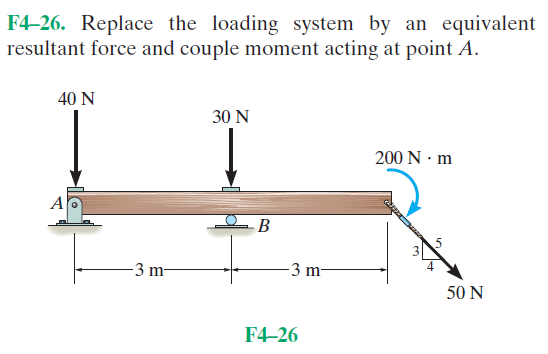 F4–26. Replace the loading system by an equivalent
resultant force and couple moment acting at point A.
40 N
30 N
200 N · m
A
B
3
5
4
3 m
3 m
50 N
F4–26